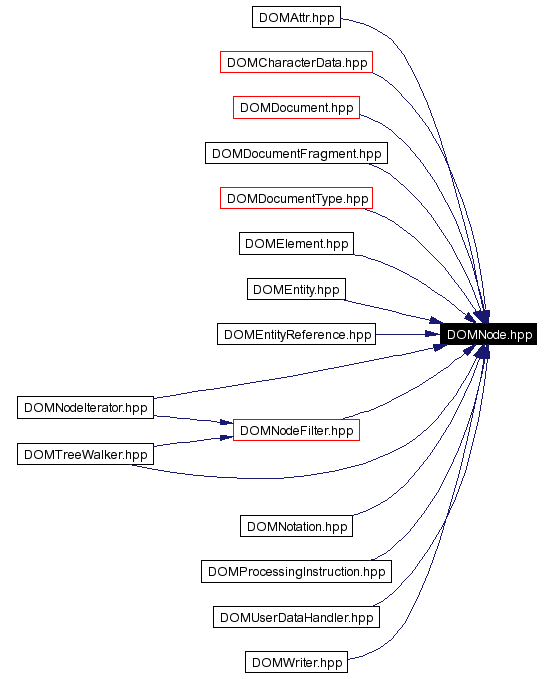 DOMAttr.hpp
DOMCharacterData.hpp
DOMDocument.hpp
DOMDocumentFragment.hpp
DOMDocumentType.hpp
DOMElement.hpp
DOMEntity.hpp
DOMEntityReference.hpp
DOMNode.hpp
DOMNodeIterator.hpp
DOMNodeFilter.hpp
DOMTreeWalker.hpp
DOMNotation.hpp
DOMProcessingInstruction.hpp
DOMUserDataHandler.hpp
DOMWriter.hpp